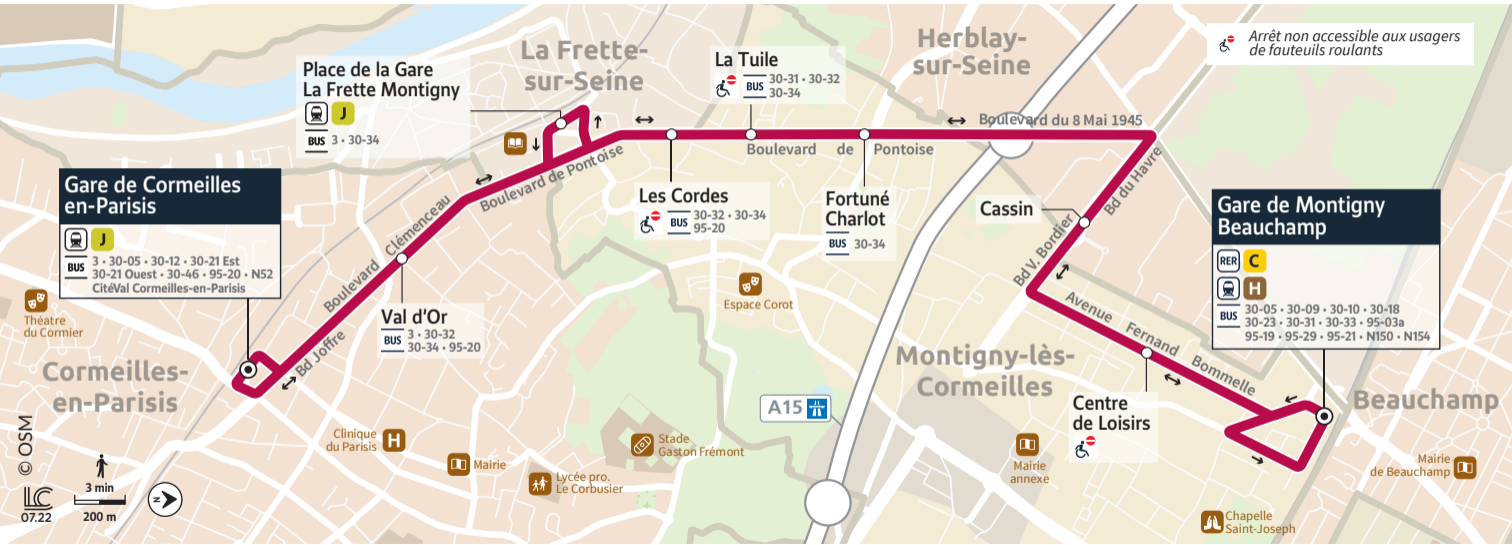 Arrêt non accessible aux usagers
de fauteuils roulants
La Frette-
sur-Seine
Herblay-
sur-Seine
Place de la Gare
La Frette Montigny
J
BUS 3 · 30-34
La Tuile
BUS 30-31 · 30-32
30-34
Boulevard du 8 Mai 1945
Boulevard de Pontoise
Boulevard de Pontoise
Les Cordes
BUS 30-32 · 30-34
95-20
Fortuné
Charlot
BUS 30-34
Cassin
Bd du Havre
Bd V. Bordier
Gare de Cormeilles
en-Parisis
J
BUS 3 · 30-05 · 30-12 · 30-21 Est
30-21 Ouest · 30-46 · 95-20 · N52
CitéVal Cormeilles-en-Parisis
Gare de Montigny
Beauchamp
RER C
H
BUS 30-05 · 30-09 · 30-10 · 30-18
30-23 · 30-31 · 30-33 · 95-03a
95-19 · 95-29 · 95-21 · N150 · N154
Boulevard Clémenceau
Val d'Or
BUS 3 · 30-32
30-34 · 95-20
Bd Joffre
Théatre
du Cormier
Espace Corot
Avenue Fernand Bommelle
Cormeilles-
en-Parisis
Montigny-lès-
Cormeilles
Beauchamp
A15
Centre
de Loisirs
Clinique
du Parisis
H
Mairie
Stade
Gaston Frémont
Lycée pro.
Le Corbusier
Mairie
annexe
Mairie
de Beauchamp
Chapelle
Saint-Joseph
© OSM
LC
07.22
3 min
200 m
N